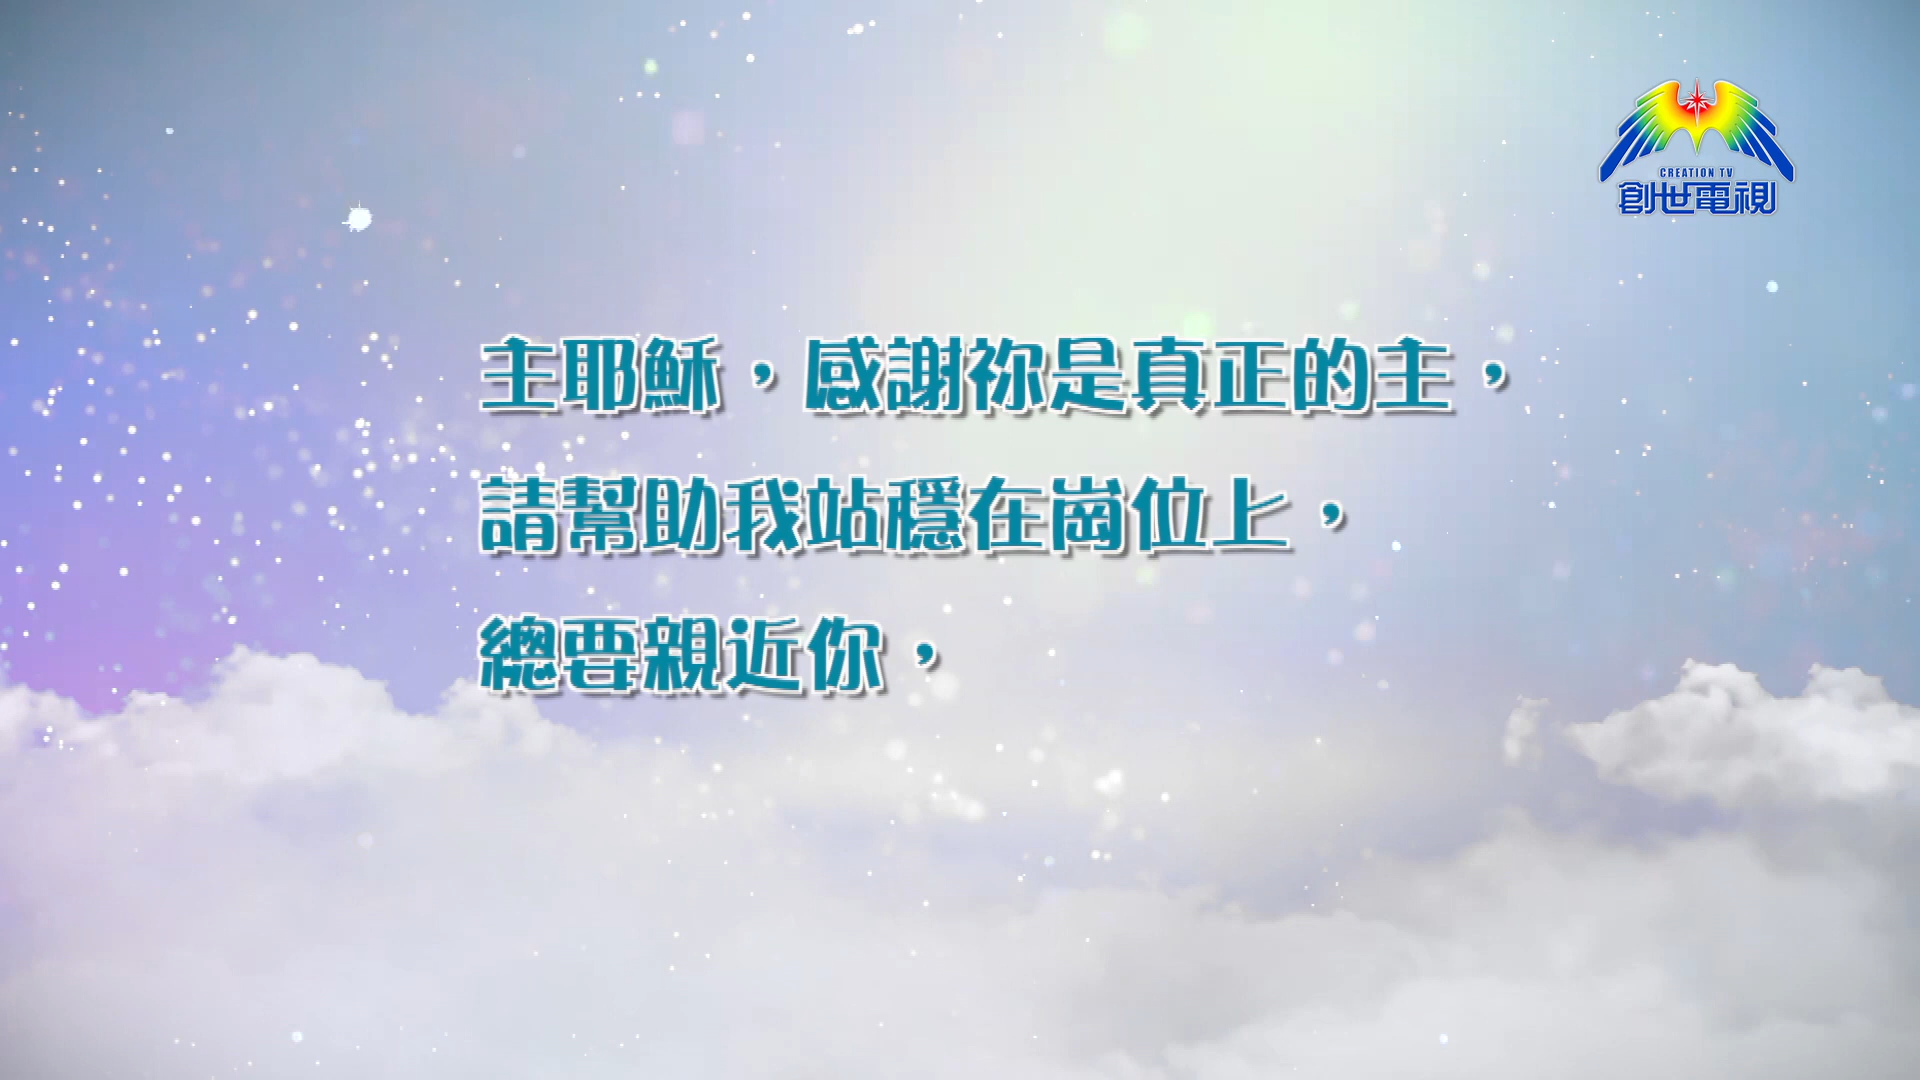 CREATION TV
創世電視
主耶穌，感謝祢是真正的主，
請幫助我站穩在崗位上，
總要親近你，